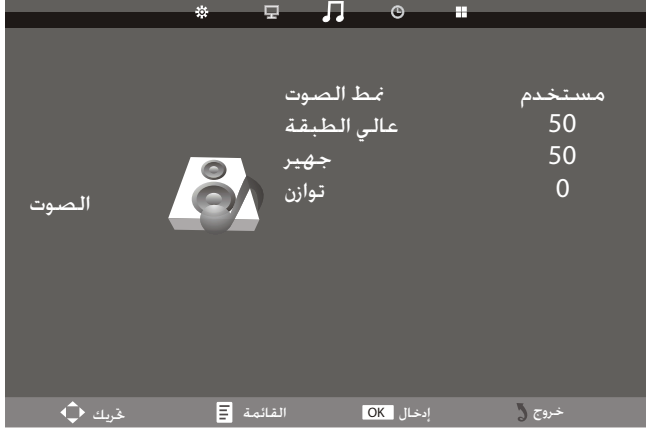 نمط الصوت مستخدم
عالي الطبقة 50
جهير 50
توازن 0
الصوت
خروج إدخال OK القائمة تحريك